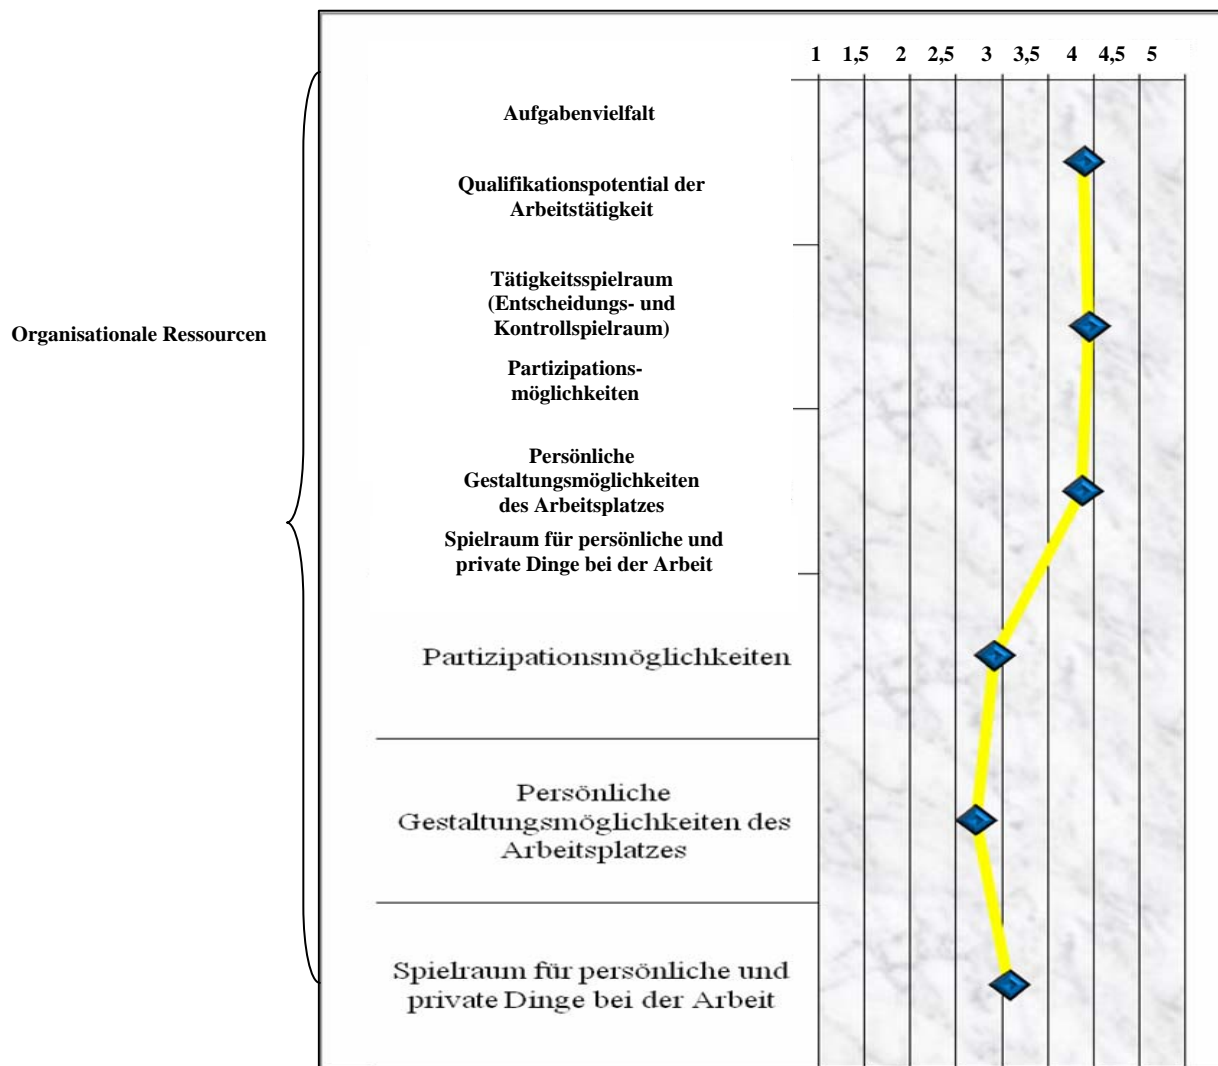 1 1,5 2 2,5 3 3,5 4 4,5 5
Aufgabenvielfalt
Qualifikationspotential der
Arbeitstätigkeit
Tätigkeitsspielraum
(Entscheidungs- und
Kontrollspielraum)
Organisationale Ressourcen
Partizipations-
möglichkeiten
Persönliche
Gestaltungsmöglichkeiten
des Arbeitsplatzes
Spielraum für persönliche und
private Dinge bei der Arbeit
Partizipationsmöglichkeiten
Persönliche
Gestaltungsmöglichkeiten des
Arbeitsplatzes
Spielraum für persönliche und
private Dinge bei der Arbeit